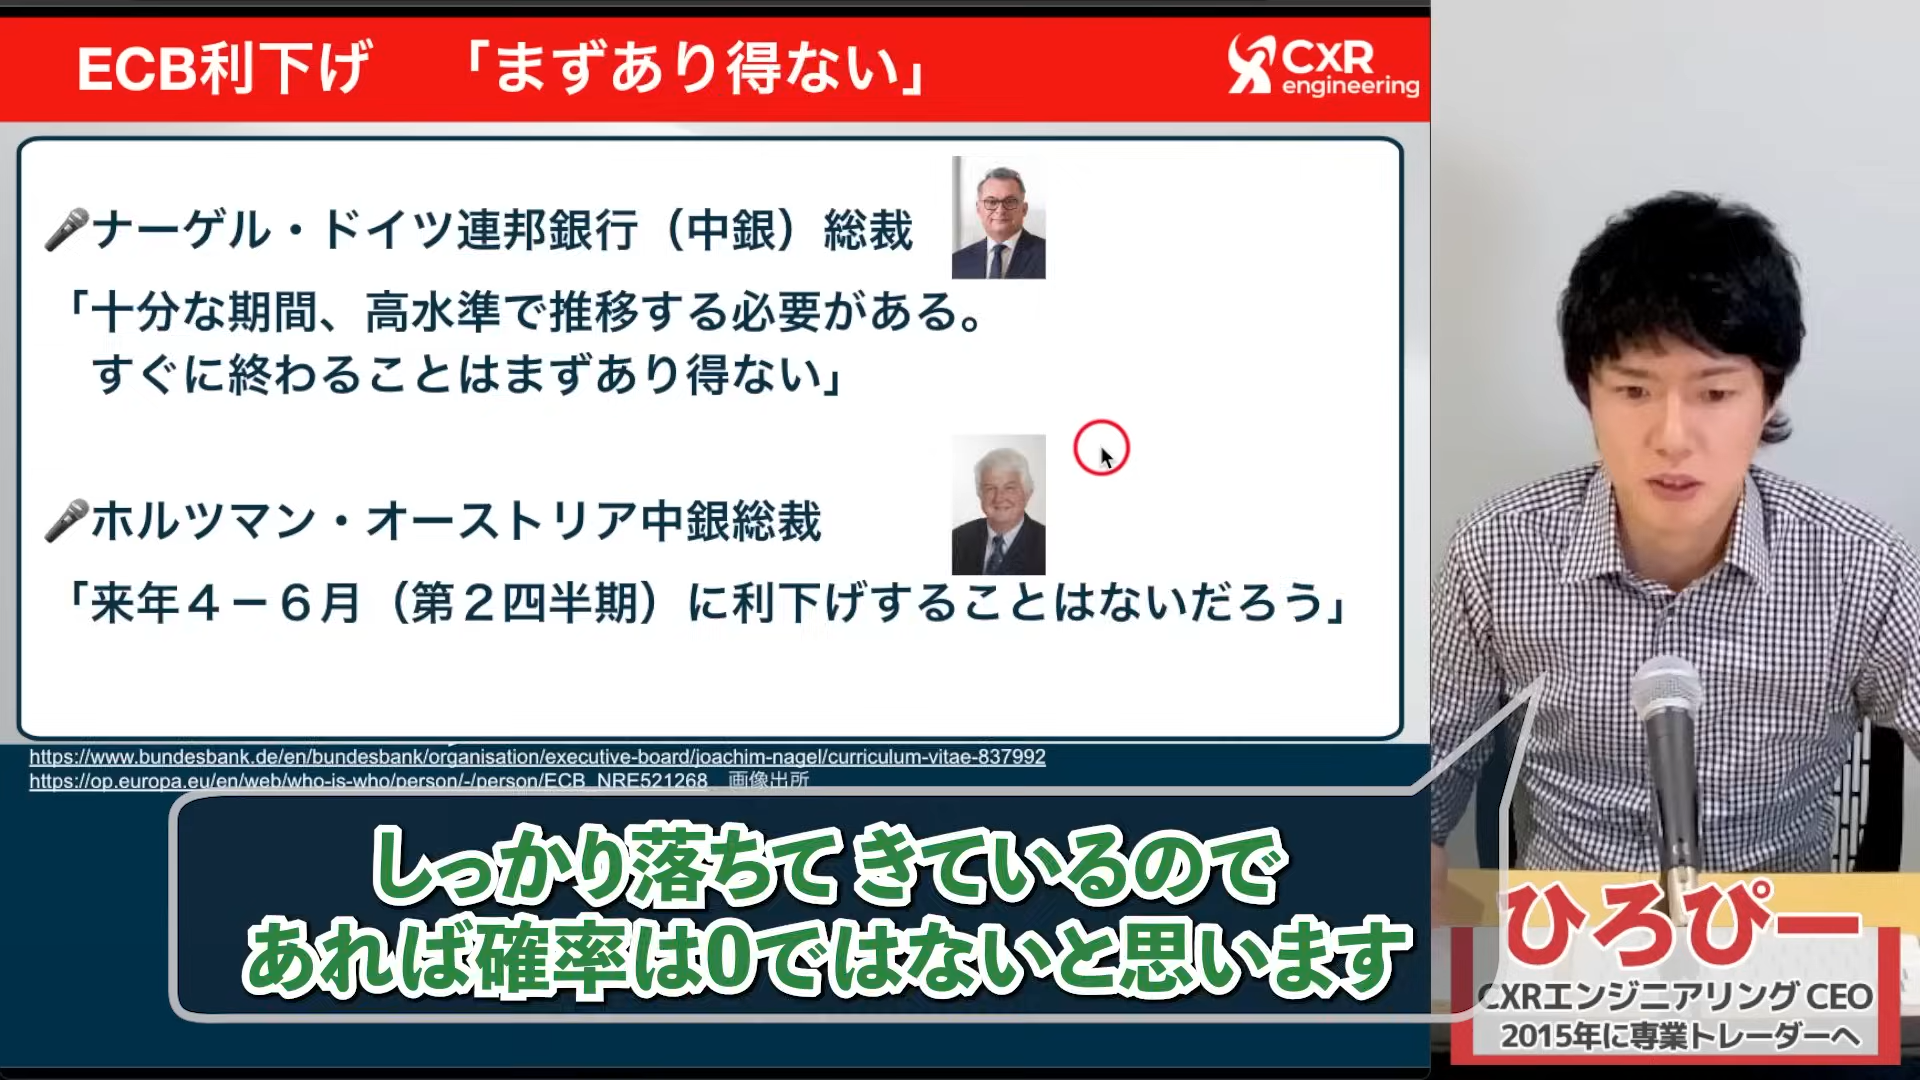 ECB利下げ 「まずあり得ない」
CXR
engineering
ナーゲル・ドイツ連邦銀行（中銀）総裁
「十分な期間、高水準で推移する必要がある。
すぐに終わることはまずあり得ない」
ホルツマン・オーストリア中銀総裁
「来年４－６月（第２四半期）に利下げすることはないだろう」
https://www.bundesbank.de/en/bundesbank/organisation/executive-board/joachim-nagel/curriculum-vitae-837992
https://op.europa.eu/en/web/who-is-who/person/-/person/ECB_NRE521268 画像出所
しっかり落ちてきているので
あれば確率は0ではないと思います
ひろぴー
CXRエンジニアリング CEO
2015年に専業トレーダーへ